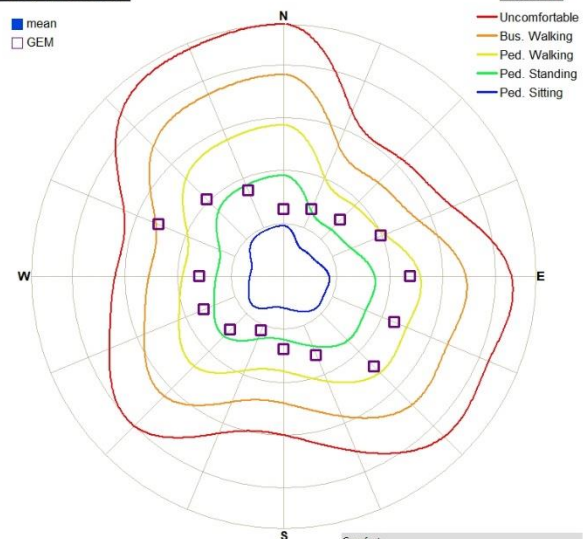 N
mean
GEM
Uncomfortable
Bus. Walking
Ped. Walking
Ped. Standing
Ped. Sitting
W
E
S